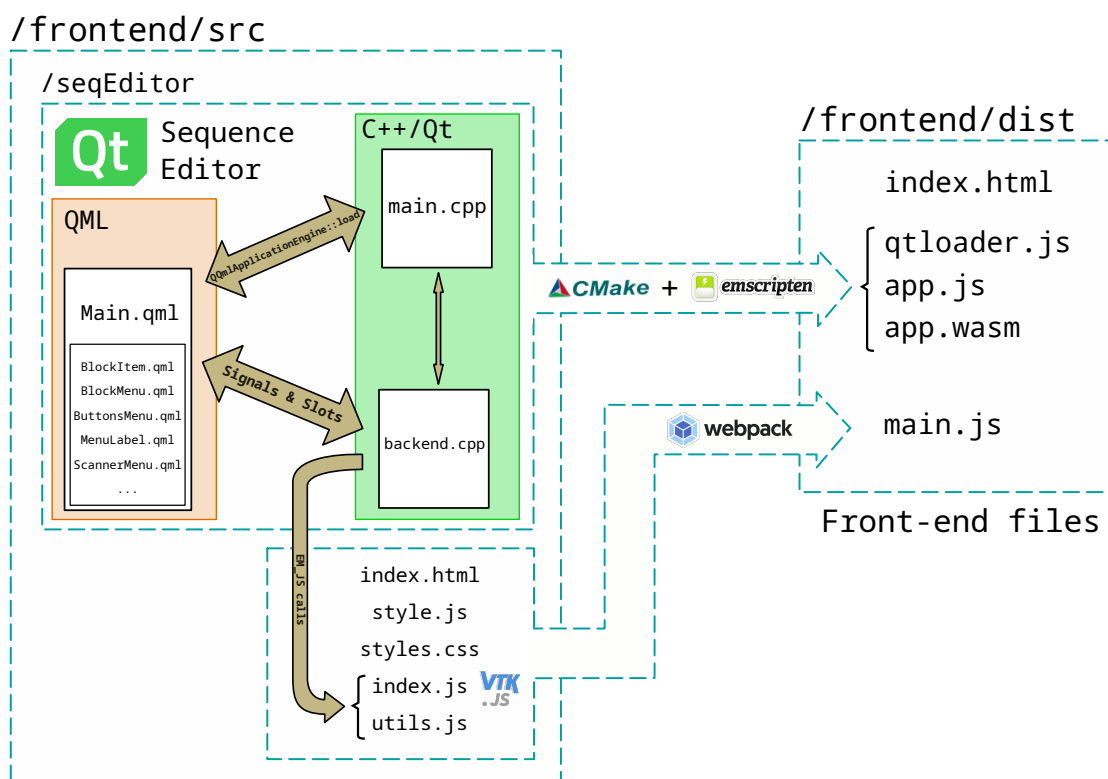 /frontend/src
/seqEditor
Qt
Sequence
Editor
C++/Qt
main.cpp
QML
QQmlApplicationEngine::load
Main.qml
BlockItem.qml
BlockMenu.qml
ButtonsMenu.qml
MenuLabel.qml
ScannerMenu.qml
...
Signals & Slots
backend.cpp
EM_JS calls
index.html
style.js
styles.css
index.js
VTK
.JS
utils.js
CMake + emscripten
webpack
/frontend/dist
index.html
qtloader.js
app.js
app.wasm
main.js
Front-end files